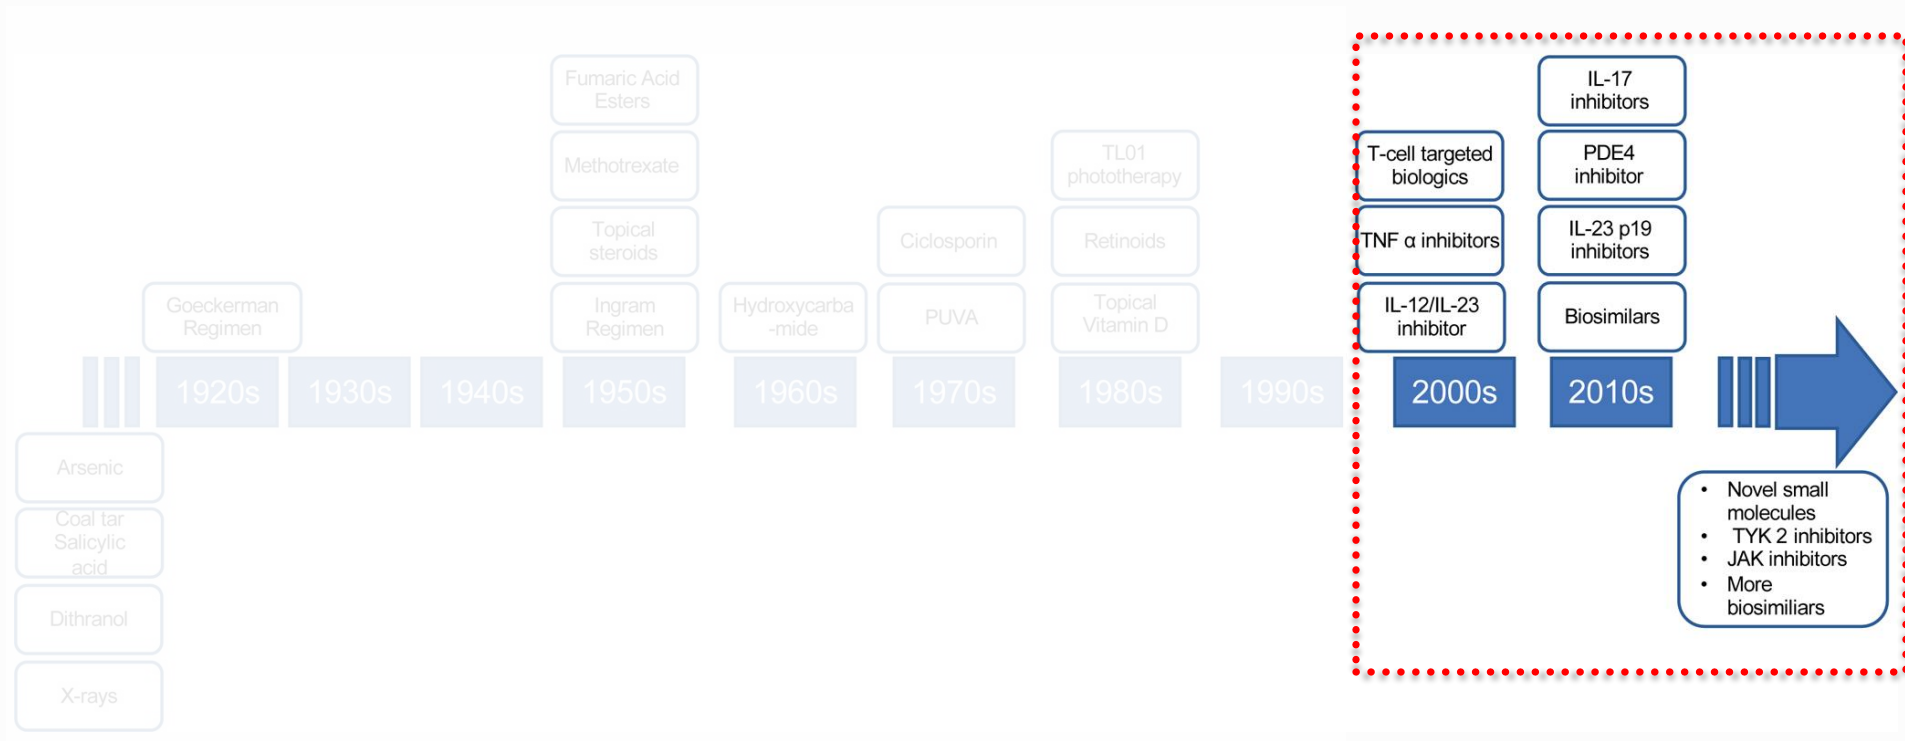 Fumaric Acid
Esters
Methotrexate
Topical
steroids
Ingram
Regimen
Goeckerman
Regimen
Hydroxycarba
-mide
Ciclosporin
PUVA
TL01
phototherapy
Retinoids
Topical
Vitamin D
T-cell targeted
biologics
TNF α inhibitors
IL-12/IL-23
inhibitor
IL-17
inhibitors
PDE4
inhibitor
IL-23 p19
inhibitors
Biosimilars
1920s
1930s
1940s
1950s
1960s
1970s
1980s
1990s
2000s
2010s
Arsenic
Coal tar
Salicylic
acid
Dithranol
X-rays
• Novel small
molecules
• TYK 2 inhibitors
• JAK inhibitors
• More
biosimiliars